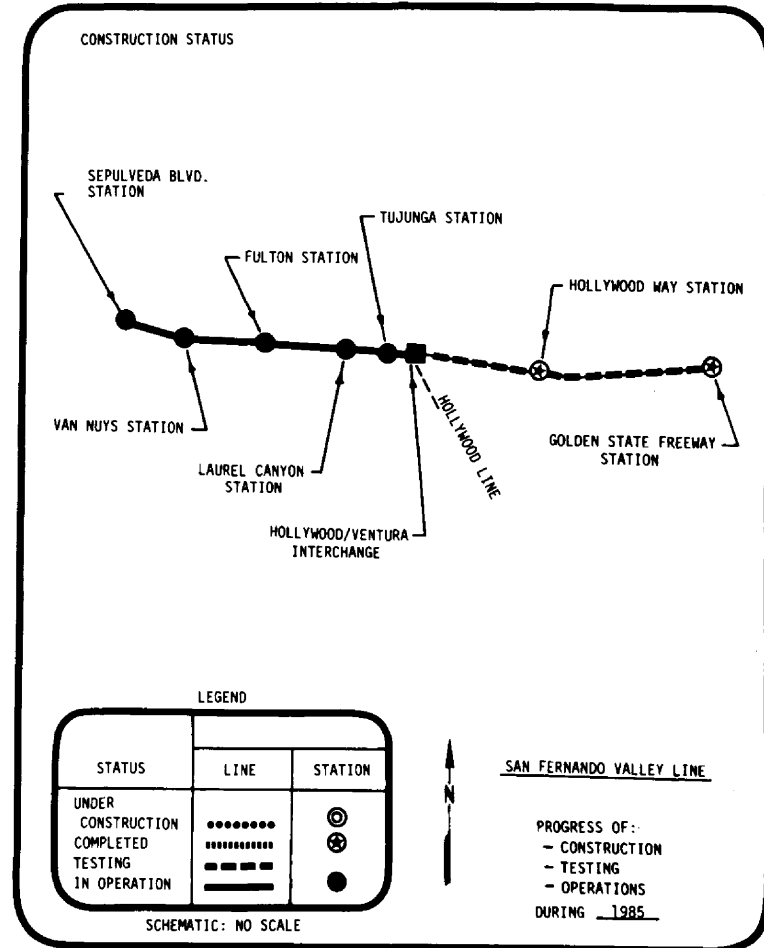 CONSTRUCTION STATUS
SEPULVEDA BLVD.
STATION
TUJUNGA STATION
FULTON STATION
HOLLYWOOD WAY STATION
VAN NUYS STATION
LAUREL CANYON
STATION
HOLLYWOOD LINE
GOLDEN STATE FREEWAY
STATION
HOLLYWOOD/VENTURA
INTERCHANGE
LEGEND
STATUS LINE STATION
UNDER
CONSTRUCTION
COMPLETED
TESTING
IN OPERATION
SCHEMATIC: NO SCALE
N
SAN FERNANDO VALLEY LINE
PROGRESS OF:
- CONSTRUCTION
- TESTING
- OPERATIONS
DURING 1985